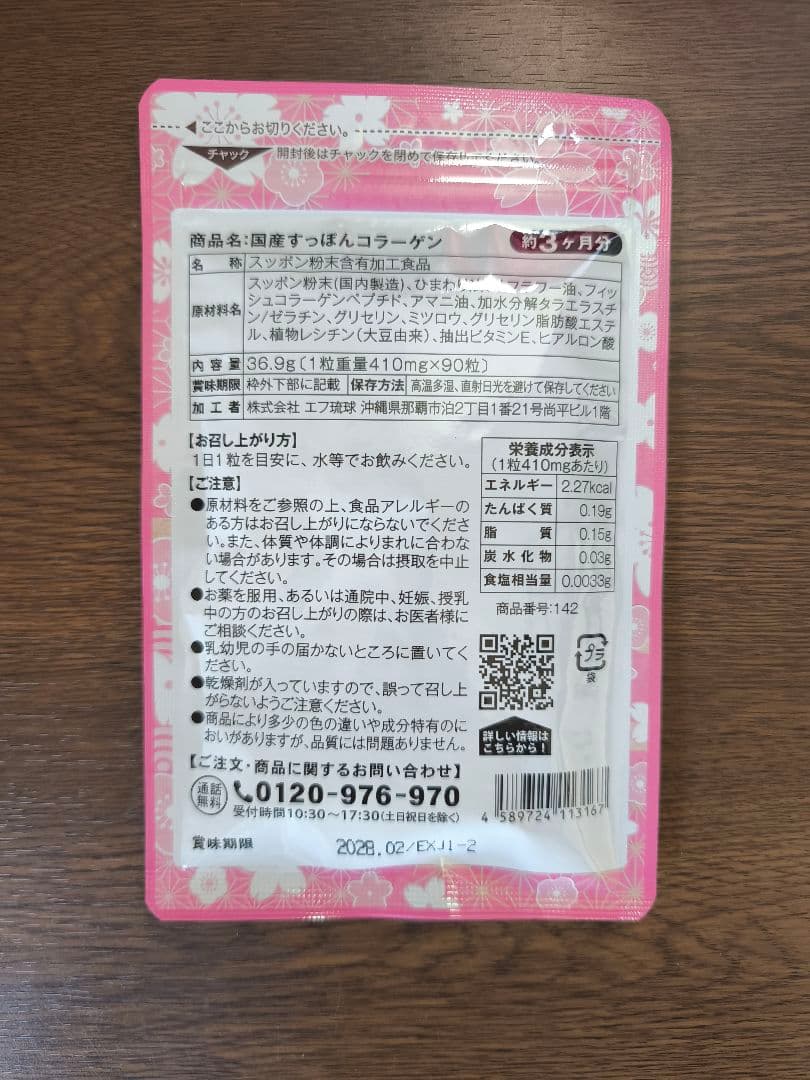 ここからお切りください。
チャック 開封後はチャックを閉めて保存してください。
商品名:国産すっぽんコラーゲン 約3ヶ月分
名称 スッポン粉末含有加工食品
原材料名 スッポン粉末(国内製造)、ひまわり フラワー油、フィッ
シュコラーゲンペプチド、アマニ油、加水分解タラエラスチ
ン/ゼラチン、グリセリン、ミツロウ、グリセリン脂肪酸エステ
ル、植物レシチン(大豆由来)、抽出ビタミンE、ヒアルロン酸
内容量 36.9g〔1粒重量410mg×90粒〕
賞味期限 枠外下部に記載 保存方法 高温多湿、直射日光を避けて保存してください
加工者 株式会社 エフ琉球 沖縄県那覇市泊2丁目1番21号尚平ビル1階
【お召し上がり方】
1日1粒を目安に、水等でお飲みください。
【ご注意】
●原材料をご参照の上、食品アレルギーの
ある方はお召し上がりにならないでくださ
い。また、体質や体調によりまれに合わな
い場合があります。その場合は摂取を中止
してください。
●お薬を服用、あるいは通院中、妊娠、授乳
中の方のお召し上がりの際は、お医者様に
ご相談ください。
●乳幼児の手の届かないところに置いてく
ださい。
●乾燥剤が入っていますので、誤って召し上
がらないようご注意ください。
●商品により多少の色の違いや成分特有のに
おいがありますが、品質には問題ありません。
栄養成分表示
(1粒410mgあたり)
エネルギー 2.27kcal
たんぱく質 0.19g
脂質 0.15g
炭水化物 0.03g
食塩相当量 0.0033g
商品番号:142
プラ
袋
詳しい情報は
こちらから!
【ご注文・商品に関するお問い合わせ】
通話
無料
0120-976-970
受付時間10:30~17:30(土日祝日を除く)
4 589724 113167
賞味期限 2028.02/EXJ1-2